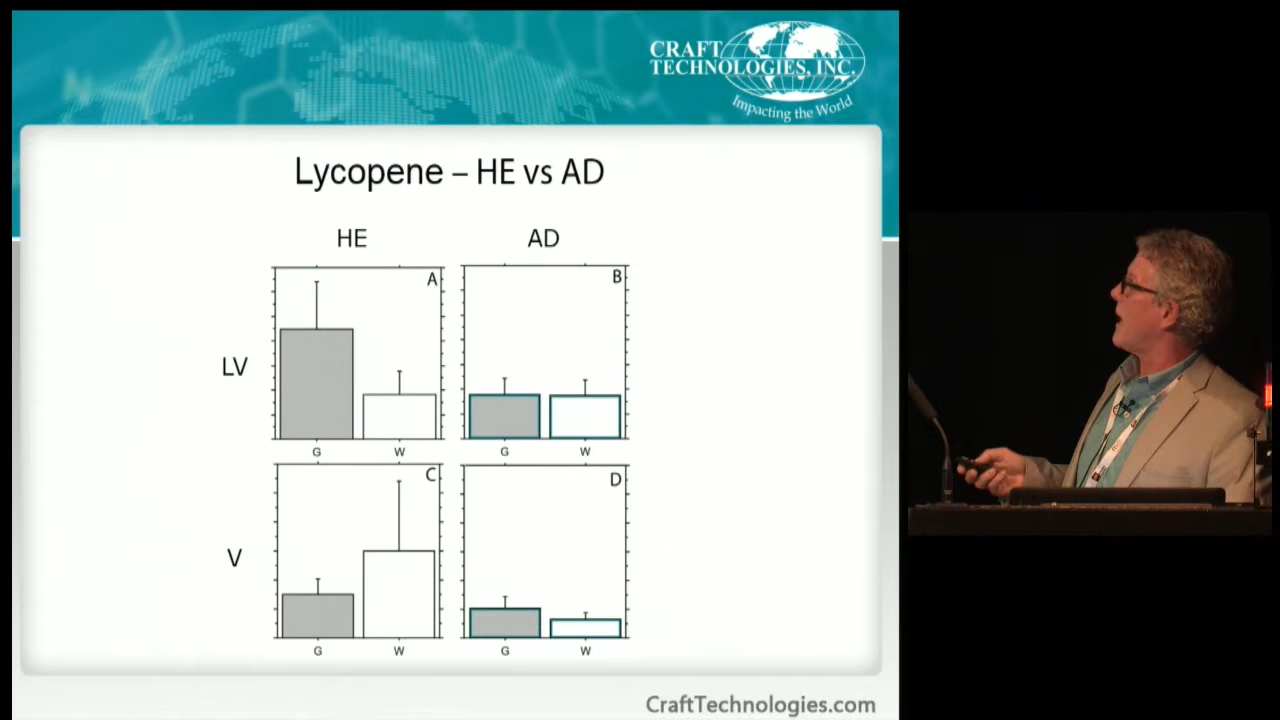 CRAFT
TECHNOLOGIES, INC.
Impacting the World
Lycopene – HE vs AD
HE
AD
A
B
LV
G
W
G
W
C
D
V
G
W
G
W
CraftTechnologies.com